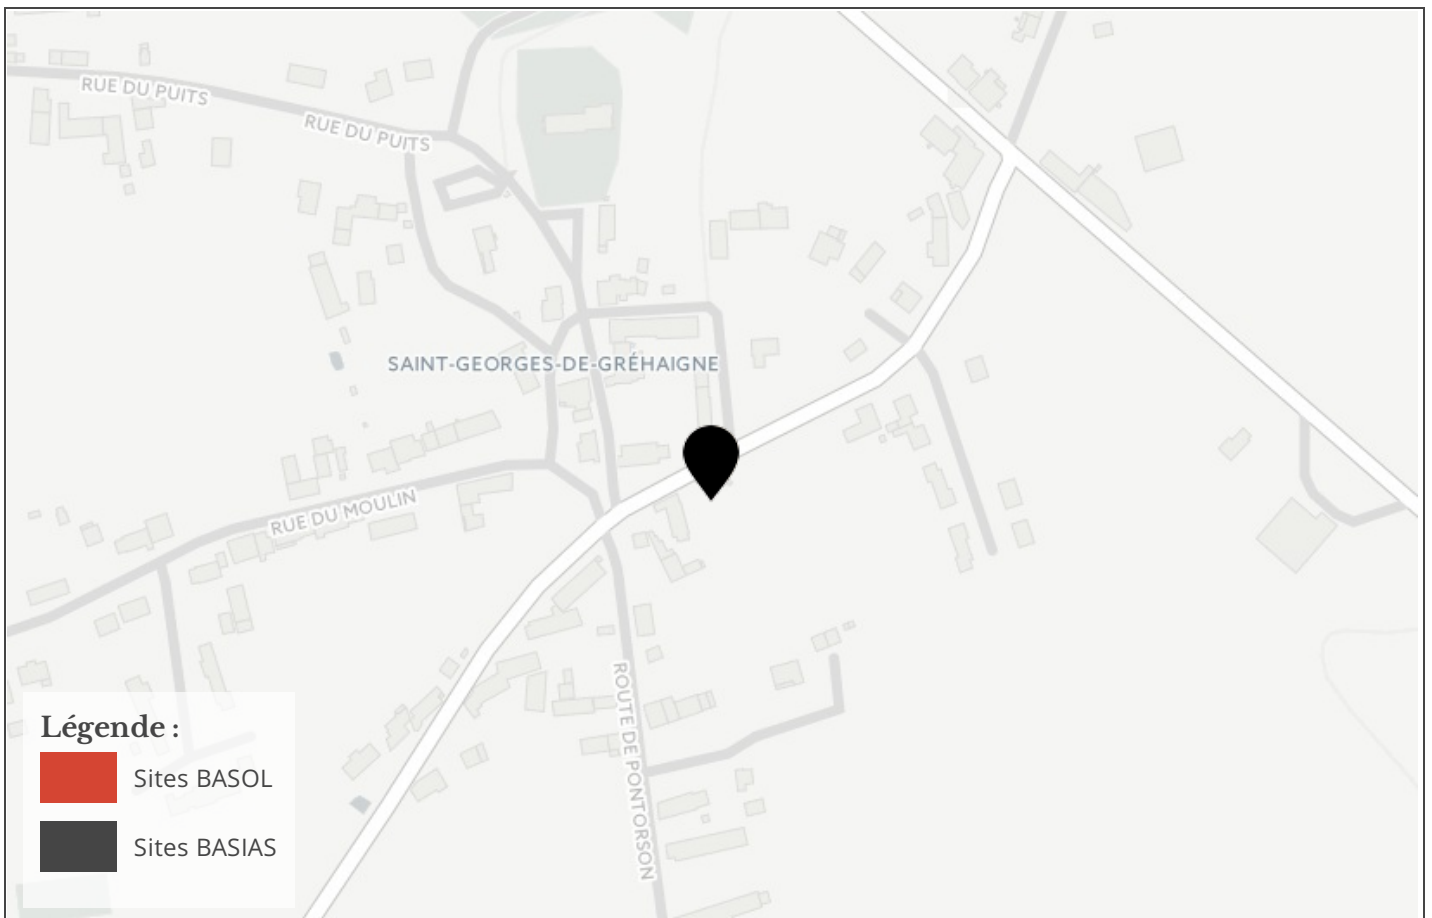 RUE DU PUITS
RUE DU PUITS
SAINT-GEORGES-DE-GRÉHAIGNE
RUE DU MOULIN
ROUTE DE PONTORSON
Légende :
Sites BASOL
Sites BASIAS